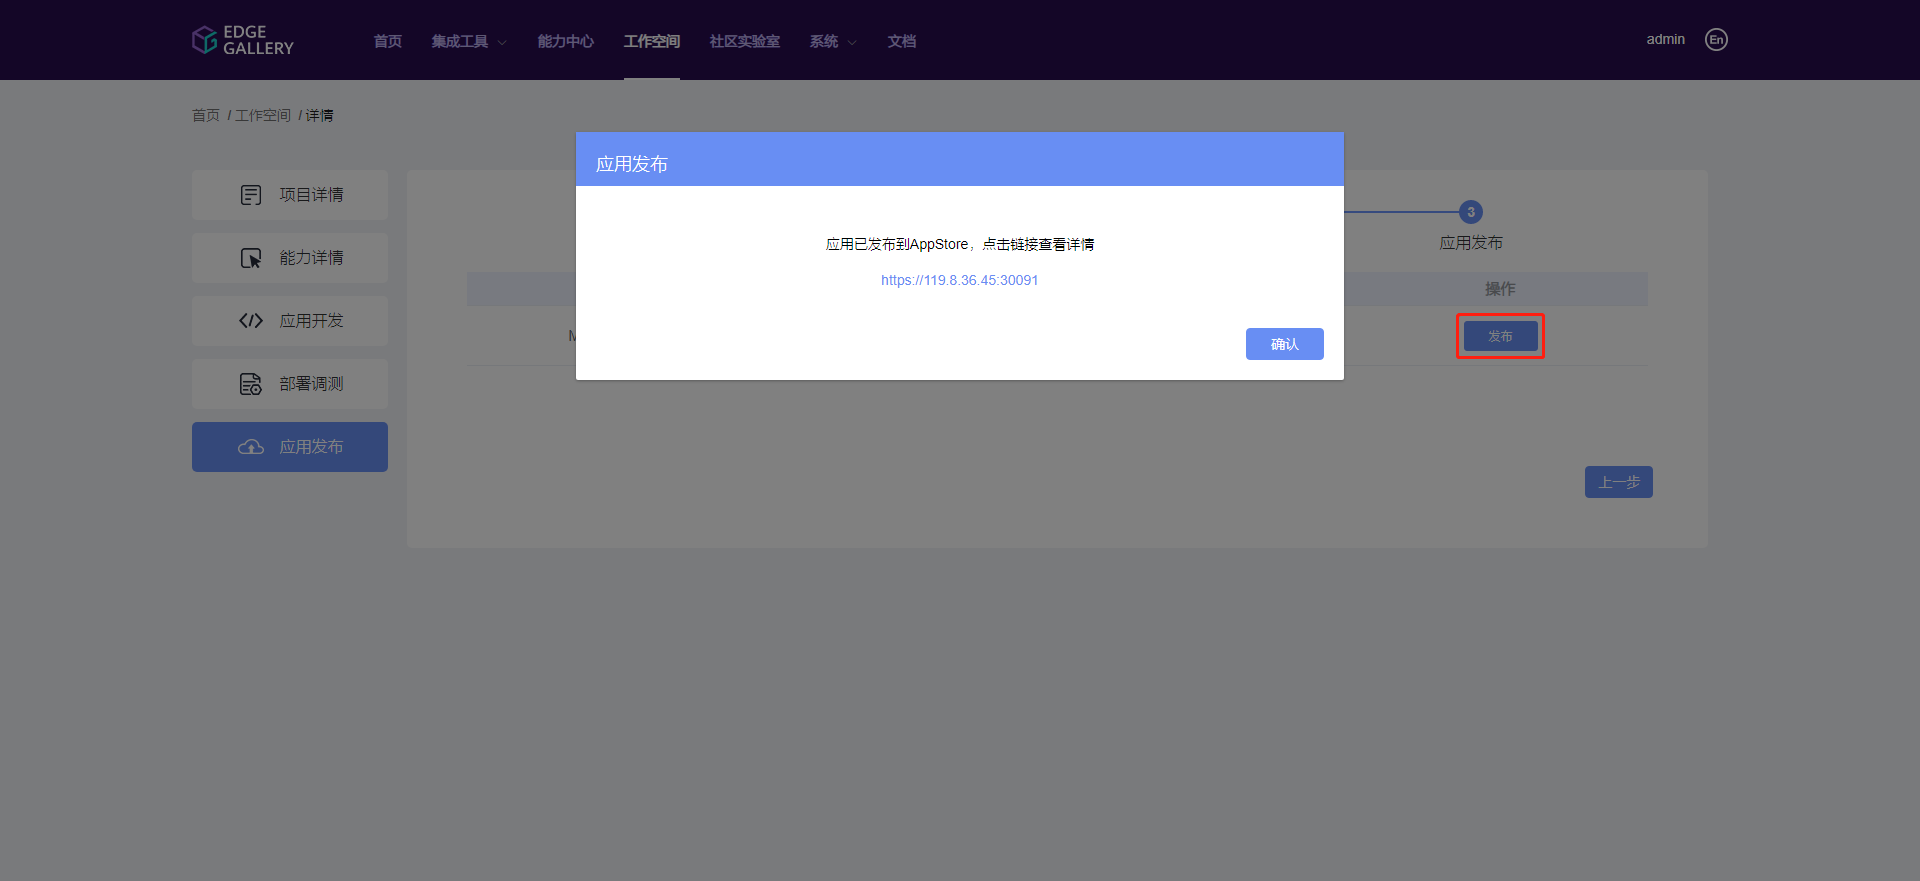 EDGE
GALLERY
首页 集成工具 能力中心 工作空间 社区实验室 系统 文档 admin En
首页 / 工作空间 / 详情
应用发布
应用已发布到AppStore，点击链接查看详情
https://119.8.36.45:30091
确认
项目详情
能力详情
应用开发
部署调测
应用发布
3
应用发布
操作
发布
上一步